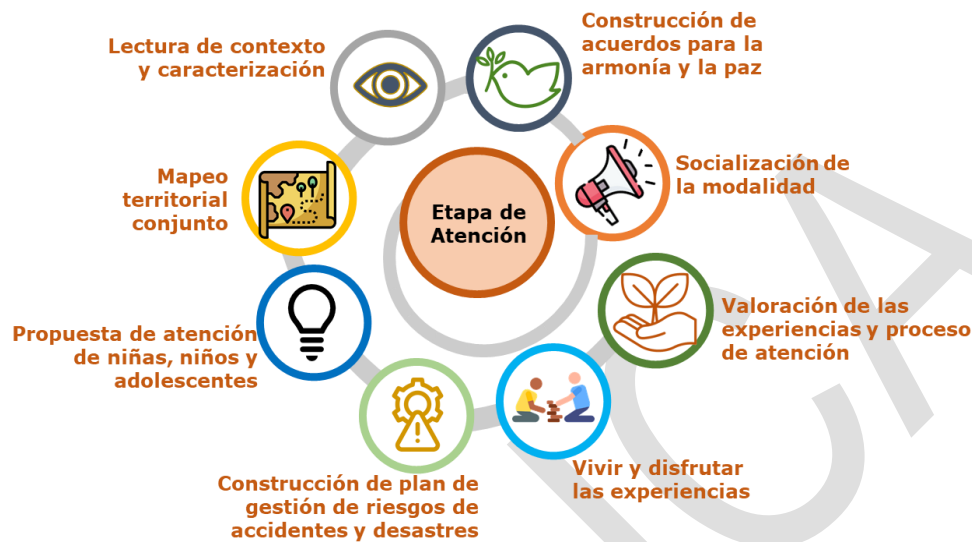 Construcción de
acuerdos para la
armonía y la paz
Lectura de contexto
y caracterización
Socialización de
la modalidad
Mapeo
territorial
conjunto
Etapa de
Atención
Valoración de las
experiencias y proceso
de atención
Propuesta de atención
de niñas, niños y
adolescentes
Vivir y disfrutar
las experiencias
Construcción de plan de
gestión de riesgos de
accidentes y desastres
ICA